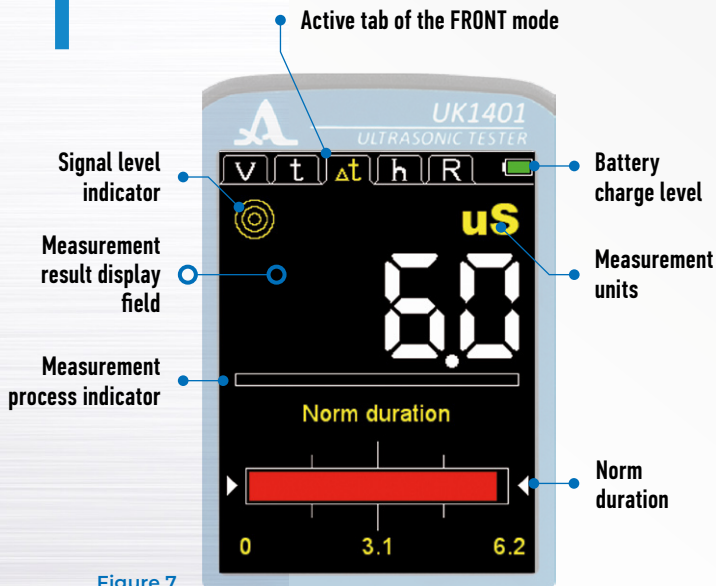 Active tab of the FRONT mode
UK1401
ULTRASONIC TESTER
V t Δt h R
Signal level
indicator
Battery
charge level
uS
Measurement
result display
field
Measurement
units
6.0
Measurement
process indicator
Norm duration
Norm
duration
0 3.1 6.2
Figure 7